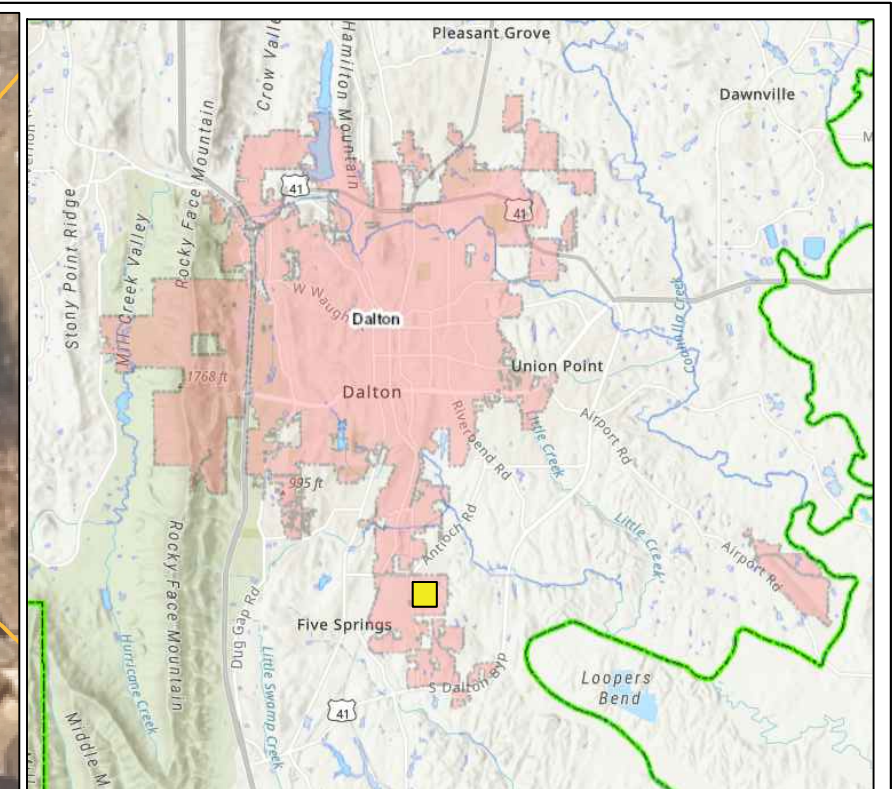 Pleasant Grove
Crow Valle
Hamilton Mountain
Dawnville
41
41
Stony Point Ridge
Rocky Face Mountain
Mill Creek Valley
W Waugh
Dalton
Coahulla Creek
1768 ft
Dalton
Union Point
Riverbend Rd
Little Creek
Airport Rd
995 ft
Antioch Rd
Little Creek
Airport Rd
Rocky Face Mountain
Dug Gap Rd
Five Springs
Hurricane Creek
Little Swamp Creek
S Dalton Byp
Loopers
Bend
41
Middle M